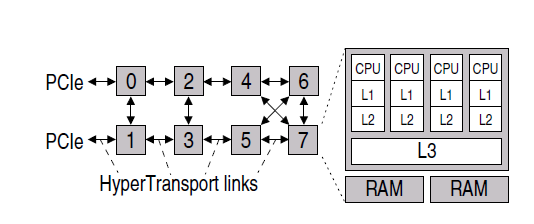 PCIe 0 2 4 6
PCIe 1 3 5 7
HyperTransport links
CPU CPU CPU CPU
L1 L1 L1 L1
L2 L2 L2 L2
L3
RAM RAM